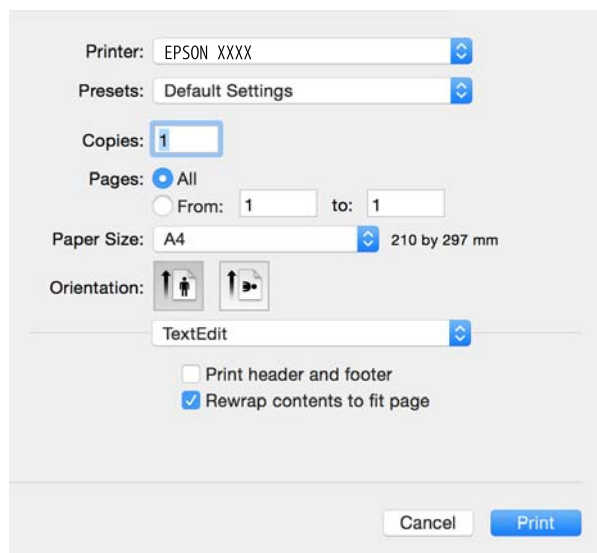 Printer: EPSON XXXX
Presets: Default Settings
Copies: 1
Pages: All
From: 1 to: 1
Paper Size: A4 210 by 297 mm
Orientation:
TextEdit
Print header and footer
Rewrap contents to fit page
Cancel Print